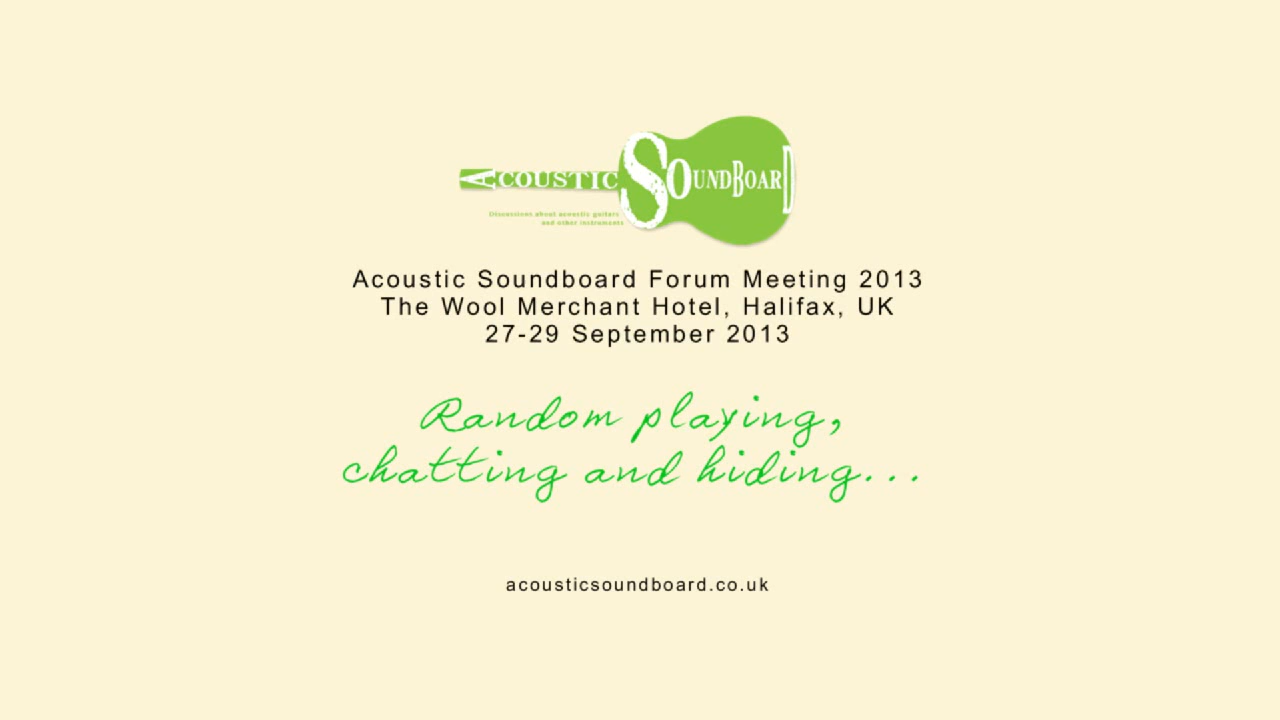 ACOUSTIC SOUNDBOARD
Discussions about acoustic guitars
and other instruments
Acoustic Soundboard Forum Meeting 2013
The Wool Merchant Hotel, Halifax, UK
27-29 September 2013
Random playing,
chatting and hiding...
acousticsoundboard.co.uk